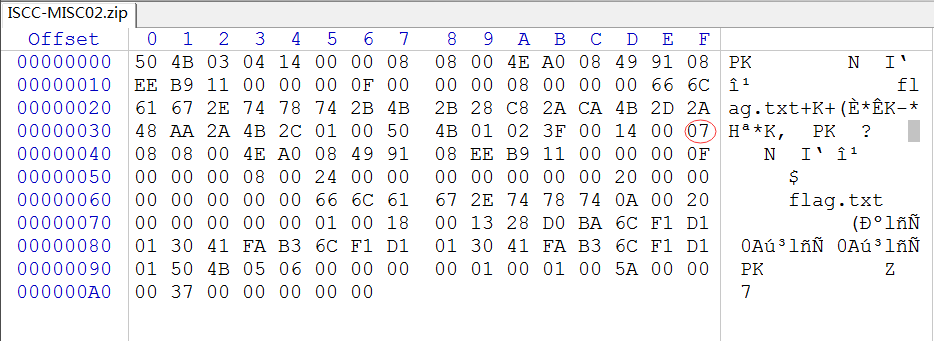 ISCC-MISC02.zip
Offset 0 1 2 3 4 5 6 7 8 9 A B C D E F
00000000 50 4B 03 04 14 00 00 08 08 00 4E A0 08 49 91 08 PK N I‘
00000010 EE B9 11 00 00 00 0F 00 00 00 08 00 00 00 66 6C î¹ fl
00000020 61 67 2E 74 78 74 2B 4B 2B 28 C8 2A CA 4B 2D 2A ag.txt+K+(È*ÊK-*
00000030 48 AA 2A 4B 2C 01 00 50 4B 01 02 3F 00 14 00 07 Hª*K, PK ?
00000040 08 08 00 4E A0 08 49 91 08 EE B9 11 00 00 00 0F N I‘ î¹
00000050 00 00 00 08 00 24 00 00 00 00 00 00 00 20 00 00 $
00000060 00 00 00 00 00 66 6C 61 67 2E 74 78 74 0A 00 20 flag.txt
00000070 00 00 00 00 00 01 00 18 00 13 28 D0 BA 6C F1 D1 (ÐºlñÑ
00000080 01 30 41 FA B3 6C F1 D1 01 30 41 FA B3 6C F1 D1 0Aú³lñÑ 0Aú³lñÑ
00000090 01 50 4B 05 06 00 00 00 00 01 00 01 00 5A 00 00 PK Z
000000A0 00 37 00 00 00 00 00 7